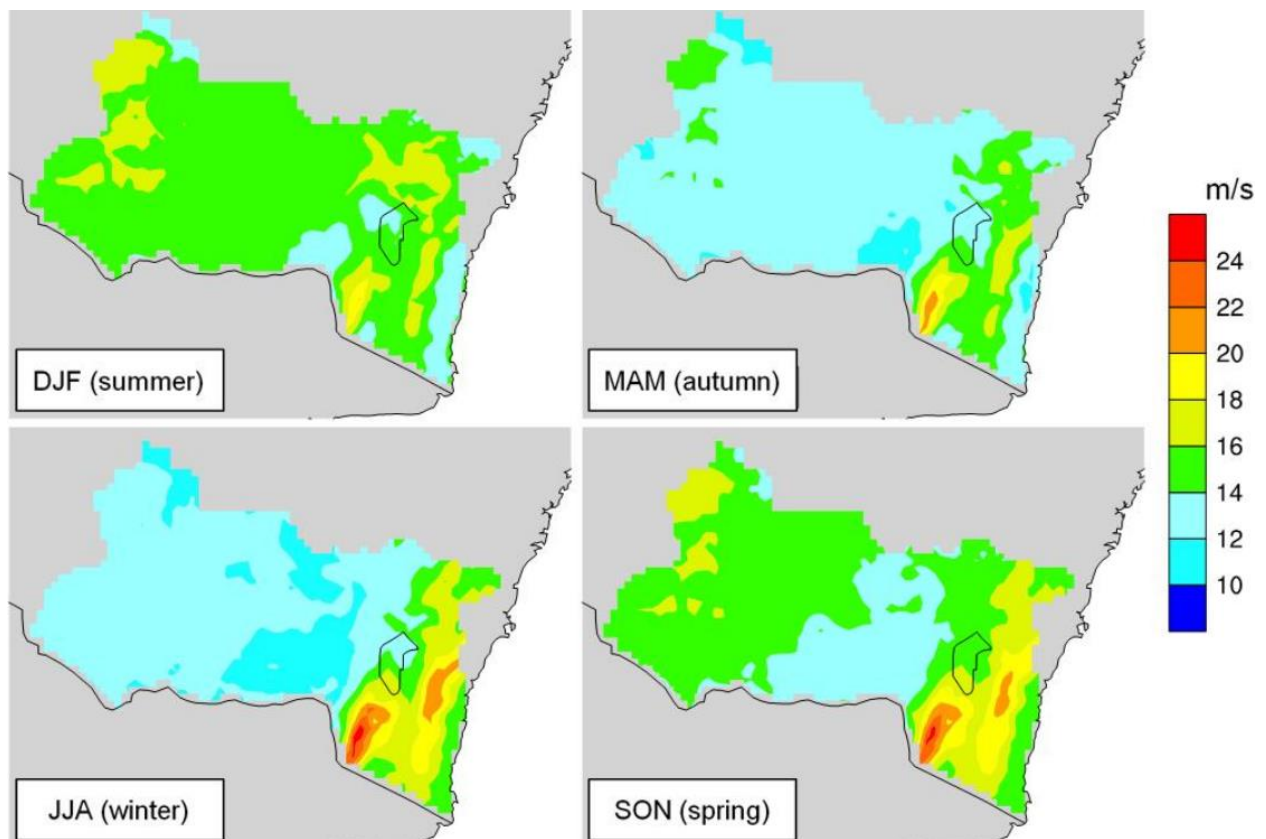 DJF (summer)
MAM (autumn)
m/s
24
22
20
18
16
14
12
10
JJA (winter)
SON (spring)